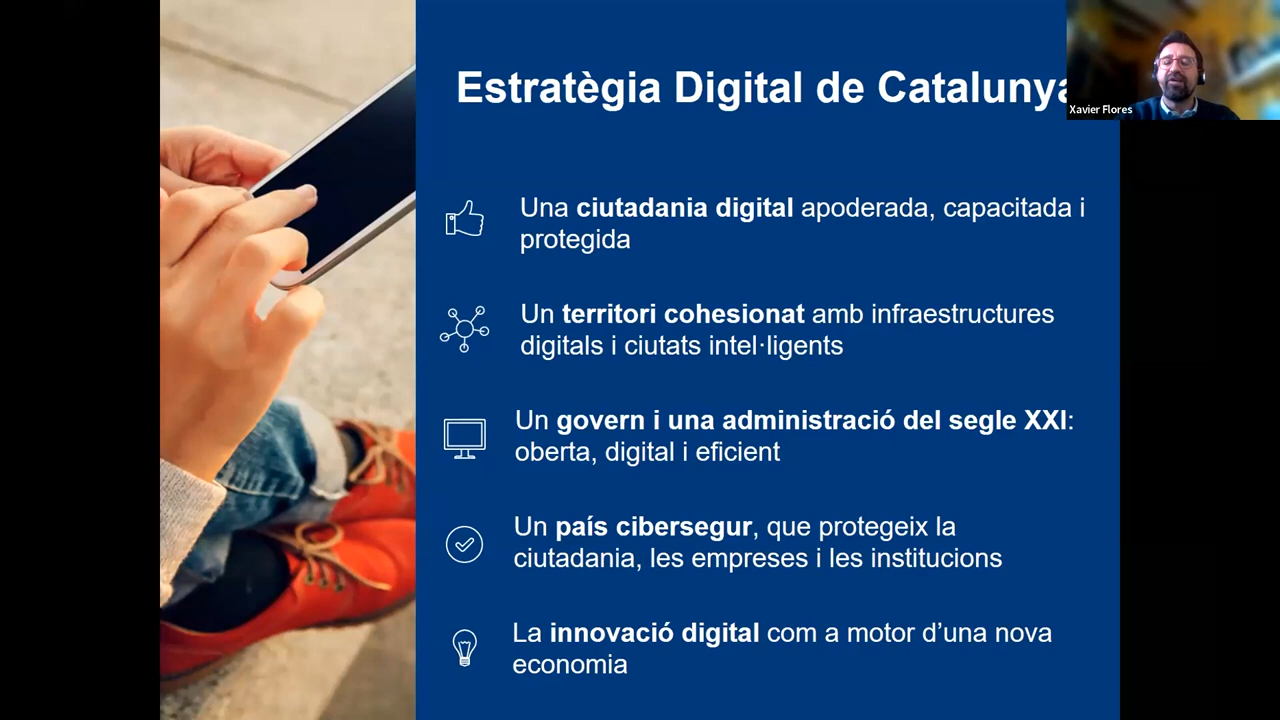 Estratègia Digital de Catalunya
Xavier Flores
Una ciutadania digital apoderada, capacitada i
protegida
Un territori cohesionat amb infraestructures
digitals i ciutats intel·ligents
Un govern i una administració del segle XXI:
oberta, digital i eficient
Un país cibersegur, que protegeix la
ciutadania, les empreses i les institucions
La innovació digital com a motor d’una nova
economia